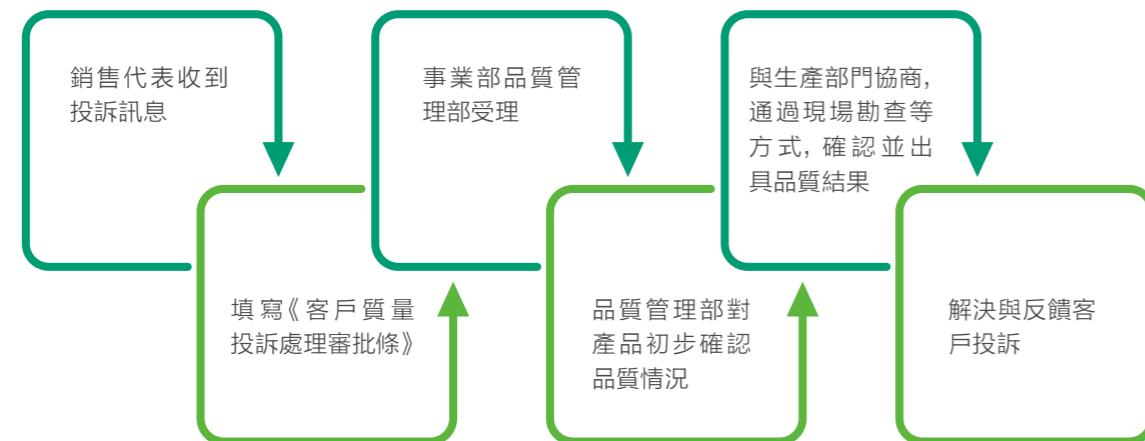 銷售代表收到
投訴訊息
填寫《客戶質量
投訴處理審批條》
事業部品質管
理部受理
品質管理部對
產品初步確認
品質情況
與生產部門協商,
通過現場勘查等
方式, 確認並出
具品質結果
解決與反饋客
戶投訴